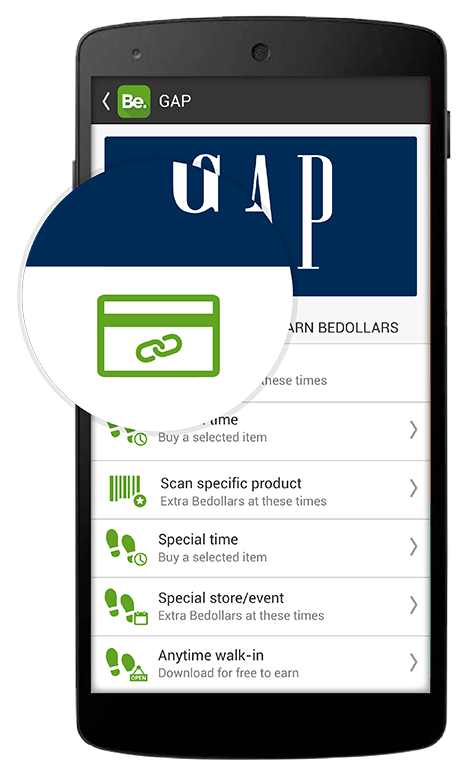 Be. GAP
GAP
ARN BEDOLLARS
these times
time
Buy a selected item
Scan specific product
Extra Bedollars at these times
Special time
Buy a selected item
Special store/event
Extra Bedollars at these times
Anytime walk-in
OPEN
Download for free to earn